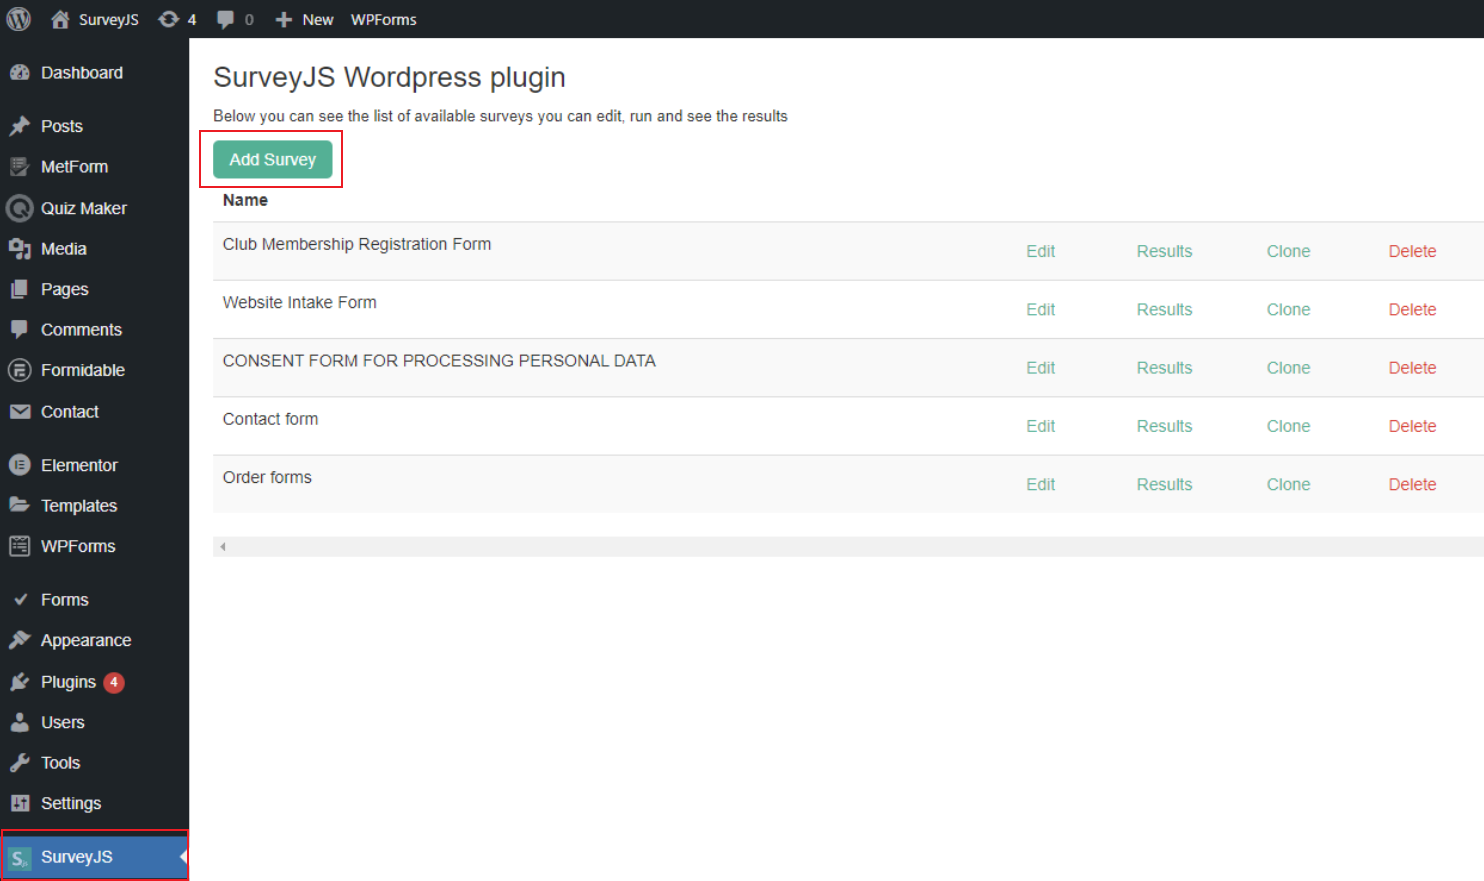 SurveyJS 4 0 New WPForms
Dashboard
Posts
MetForm
Quiz Maker
Media
Pages
Comments
Formidable
Contact
Elementor
Templates
WPForms
Forms
Appearance
Plugins 4
Users
Tools
Settings
SurveyJS
SurveyJS Wordpress plugin
Below you can see the list of available surveys you can edit, run and see the results
Add Survey
Name
Club Membership Registration Form Edit Results Clone Delete
Website Intake Form Edit Results Clone Delete
CONSENT FORM FOR PROCESSING PERSONAL DATA Edit Results Clone Delete
Contact form Edit Results Clone Delete
Order forms Edit Results Clone Delete